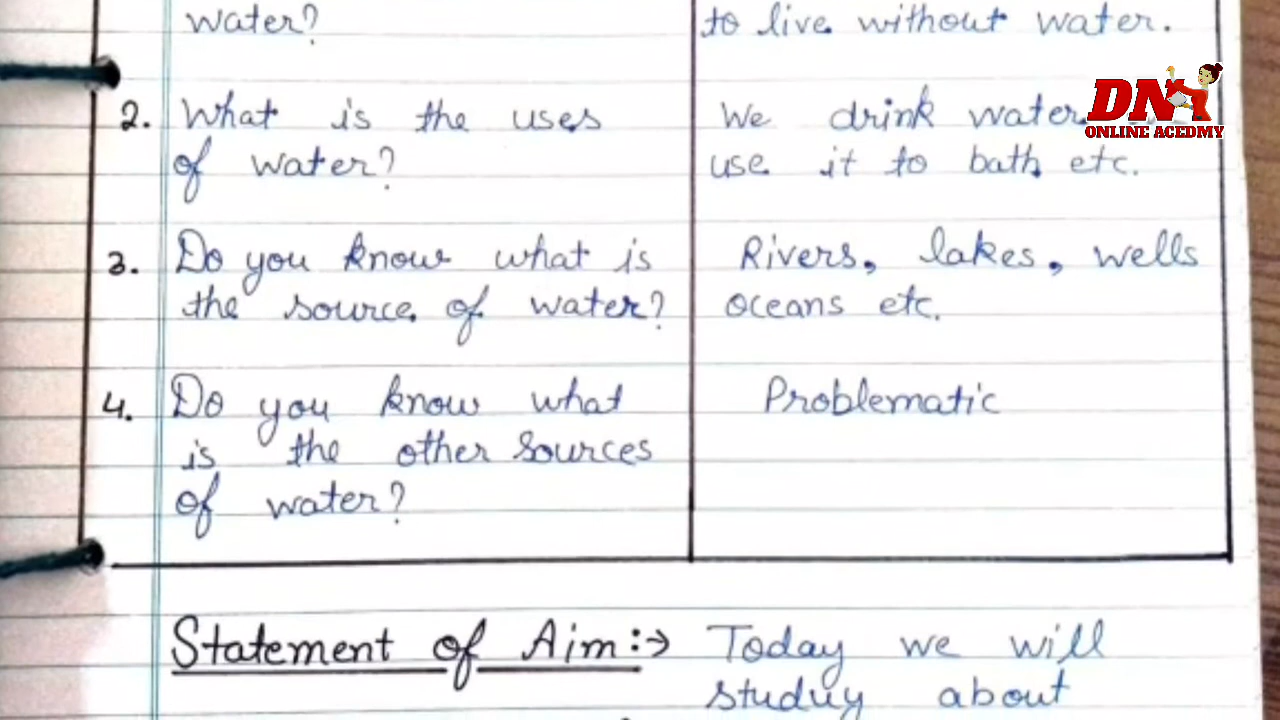 water?
to live without water.
2. What is the uses
of water?
We drink water
use it to bath etc.
3. Do you know what is
the source of water?
Rivers, lakes, wells
oceans etc.
4. Do you know what
is the other sources
of water?
Problematic
Statement of Aim:→ Today we will
studuy about
DN
ONLINE ACEDMY